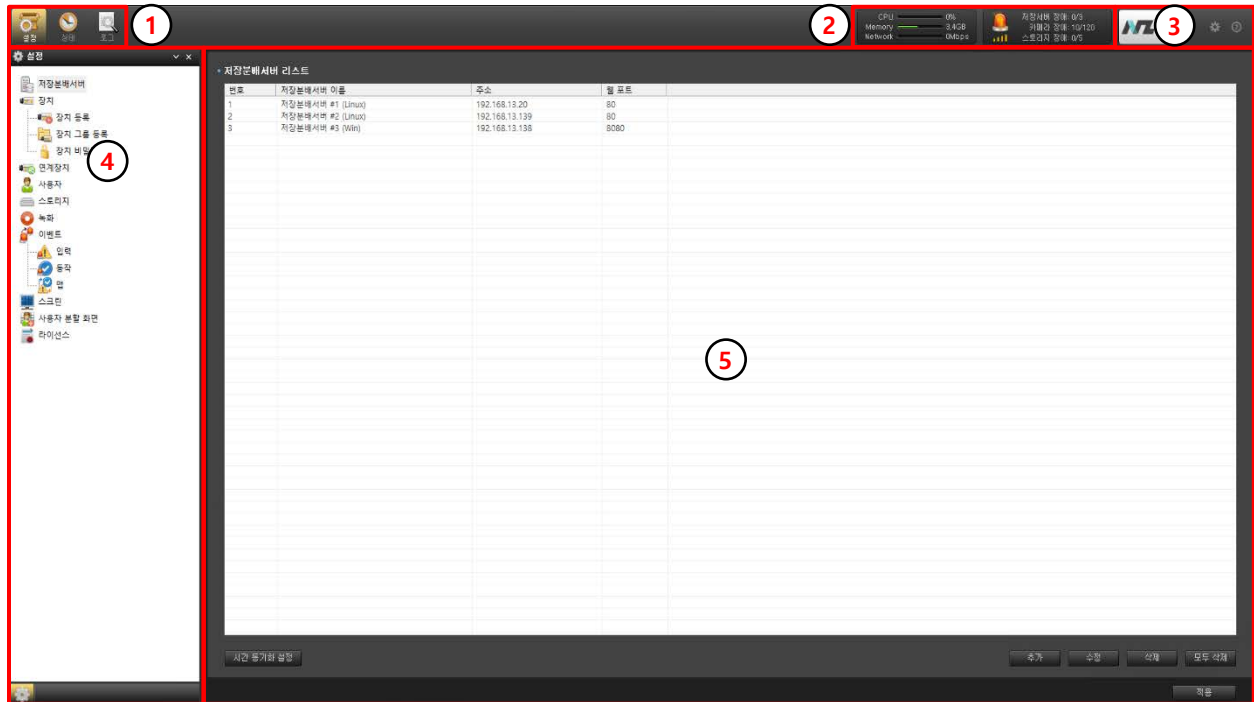 설정 상태 로그
1
2
CPU 0%
Memory 3.4GB
Network 0Mbps
저장서버 장애: 0/3
카메라 장애: 10/120
스토리지 장애: 0/5
3
설정
저장분배서버
장치
장치 등록
장치 그룹 등록
장치 비밀
4
연계장치
사용자
스토리지
녹화
이벤트
입력
동작
맵
스크린
사용자 분할 화면
라이선스
저장분배서버 리스트
번호 저장분배서버 이름 주소 웹 포트
1 저장분배서버 #1 (Linux) 192.168.13.20 80
2 저장분배서버 #2 (Linux) 192.168.13.139 80
3 저장분배서버 #3 (Win) 192.168.13.138 8080
5
시간 동기화 설정
추가 수정 삭제 모두 삭제
적용